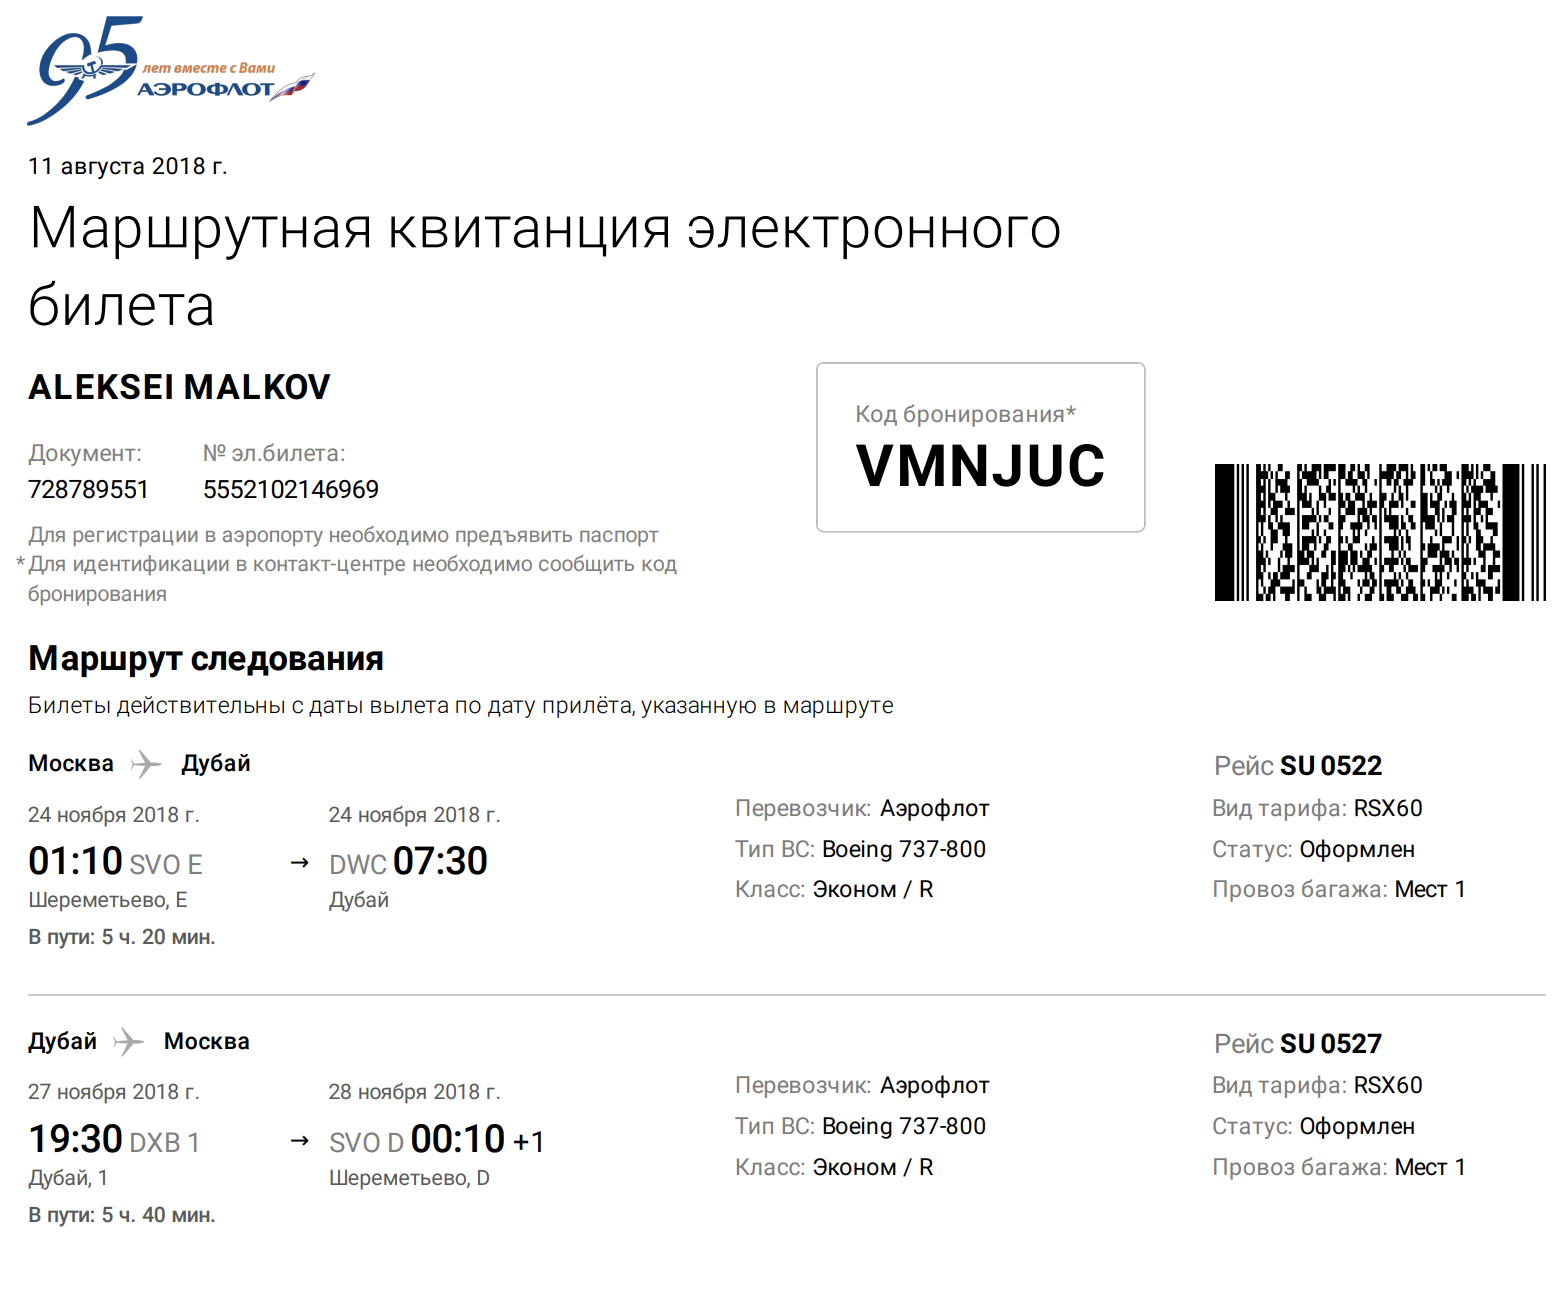 95
лет вместе с Вами
АЭРОФЛОТ
11 августа 2018 г.
Маршрутная квитанция электронного
билета
ALEKSEI MALKOV
Код бронирования*
VMNJUC
Документ: № эл.билета:
728789551 5552102146969
Для регистрации в аэропорту необходимо предъявить паспорт
* Для идентификации в контакт-центре необходимо сообщить код
бронирования
Маршрут следования
Билеты действительны с даты вылета по дату прилёта, указанную в маршруте
Москва Дубай Рейс SU 0522
24 ноября 2018 г. 24 ноября 2018 г. Перевозчик: Аэрофлот Вид тарифа: RSX60
01:10 SVO E → DWC 07:30 Тип ВС: Boeing 737-800 Статус: Оформлен
Шереметьево, E Дубай Класс: Эконом / R Провоз багажа: Мест 1
В пути: 5 ч. 20 мин.
Дубай Москва Рейс SU 0527
27 ноября 2018 г. 28 ноября 2018 г. Перевозчик: Аэрофлот Вид тарифа: RSX60
19:30 DXB 1 → SVO D 00:10 +1 Тип ВС: Boeing 737-800 Статус: Оформлен
Дубай, 1 Шереметьево, D Класс: Эконом / R Провоз багажа: Мест 1
В пути: 5 ч. 40 мин.